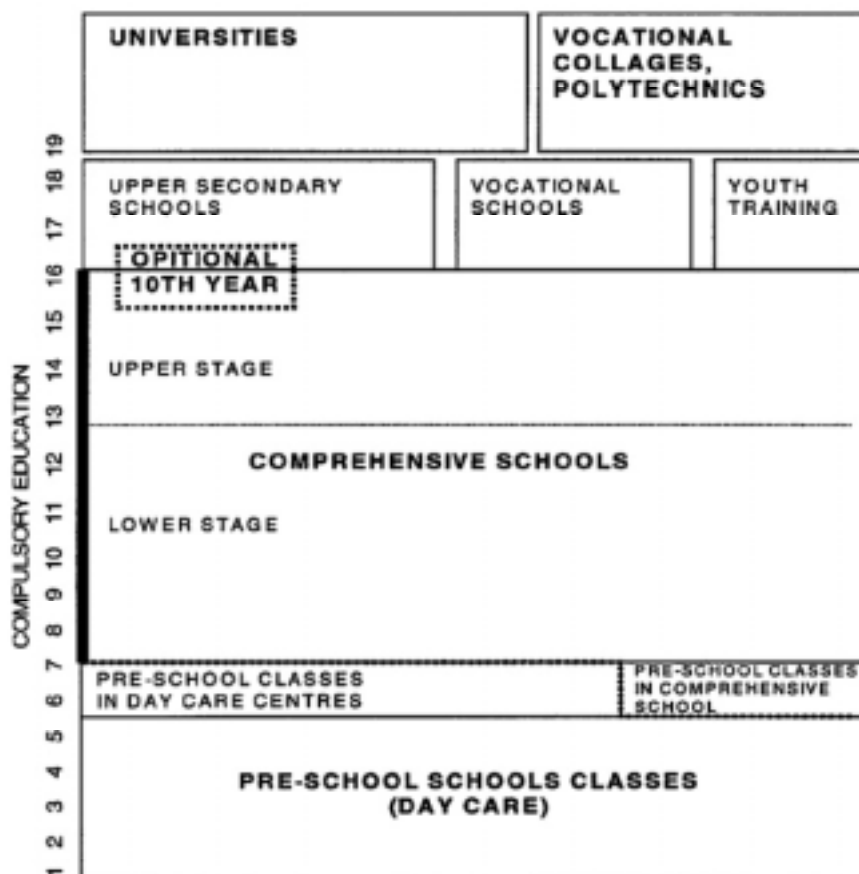 UNIVERSITIES
VOCATIONAL
COLLAGES,
POLYTECHNICS
19
18
17
16
15
14
13
12
11
10
9
8
7
6
5
4
3
2
1
COMPULSORY EDUCATION
UPPER SECONDARY
SCHOOLS
VOCATIONAL
SCHOOLS
YOUTH
TRAINING
OPITIONAL
10TH YEAR
UPPER STAGE
COMPREHENSIVE SCHOOLS
LOWER STAGE
PRE-SCHOOL CLASSES
IN DAY CARE CENTRES
PRE-SCHOOL CLASSES
IN COMPREHENSIVE
SCHOOL
PRE-SCHOOL SCHOOLS CLASSES
(DAY CARE)